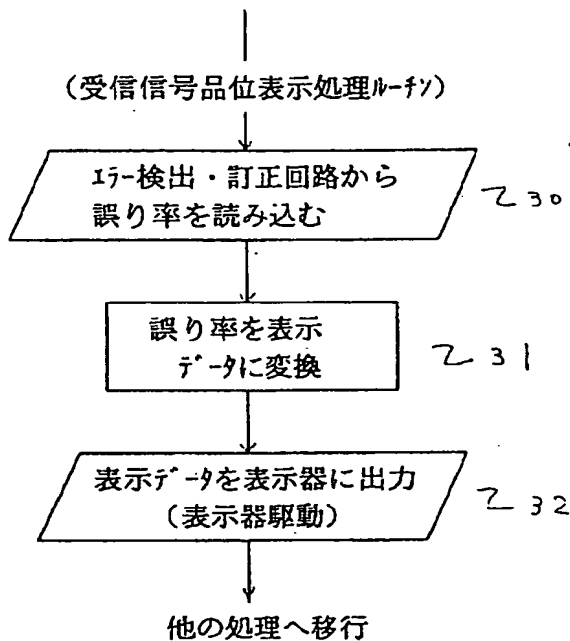 （受信信号品位表示処理ﾙｰﾁﾝ）
ｴﾗｰ検出・訂正回路から
誤り率を読み込む
30
誤り率を表示
ﾃﾞｰﾀに変換
31
表示ﾃﾞｰﾀを表示器に出力
（表示器駆動）
32
他の処理へ移行